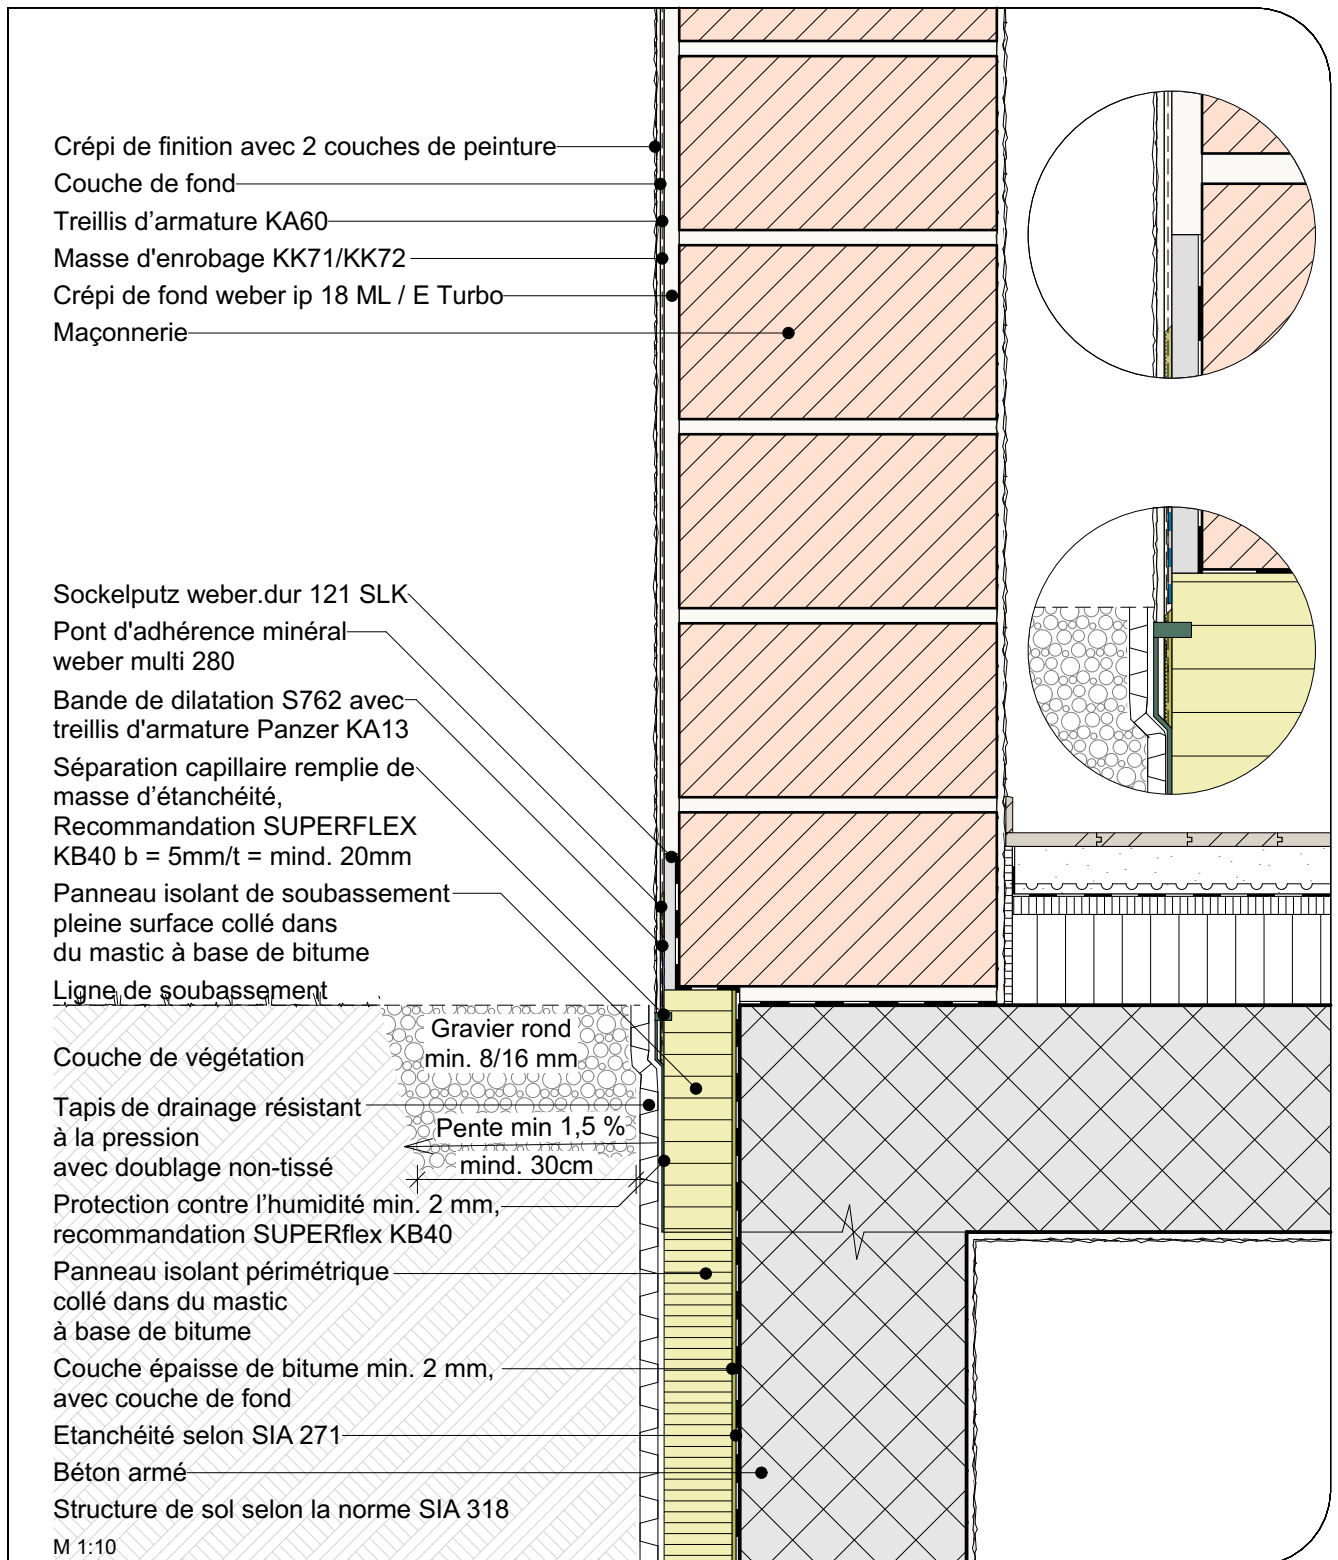 Crépi de finition avec 2 couches de peinture
Couche de fond
Treillis d’armature KA60
Masse d'enrobage KK71/KK72
Crépi de fond weber ip 18 ML / E Turbo
Maçonnerie
Sockelputz weber.dur 121 SLK
Pont d'adhérence minéral
weber multi 280
Bande de dilatation S762 avec
treillis d'armature Panzer KA13
Séparation capillaire remplie de
masse d’étanchéité,
Recommandation SUPERFLEX
KB40 b = 5mm/t = mind. 20mm
Panneau isolant de soubassement
pleine surface collé dans
du mastic à base de bitume
Ligne de soubassement
Gravier rond
min. 8/16 mm
Couche de végétation
Tapis de drainage résistant
à la pression
avec doublage non-tissé
Pente min 1,5 %
mind. 30cm
Protection contre l’humidité min. 2 mm,
recommandation SUPERflex KB40
Panneau isolant périmétrique
collé dans du mastic
à base de bitume
Couche épaisse de bitume min. 2 mm,
avec couche de fond
Etanchéité selon SIA 271
Béton armé
Structure de sol selon la norme SIA 318
M 1:10